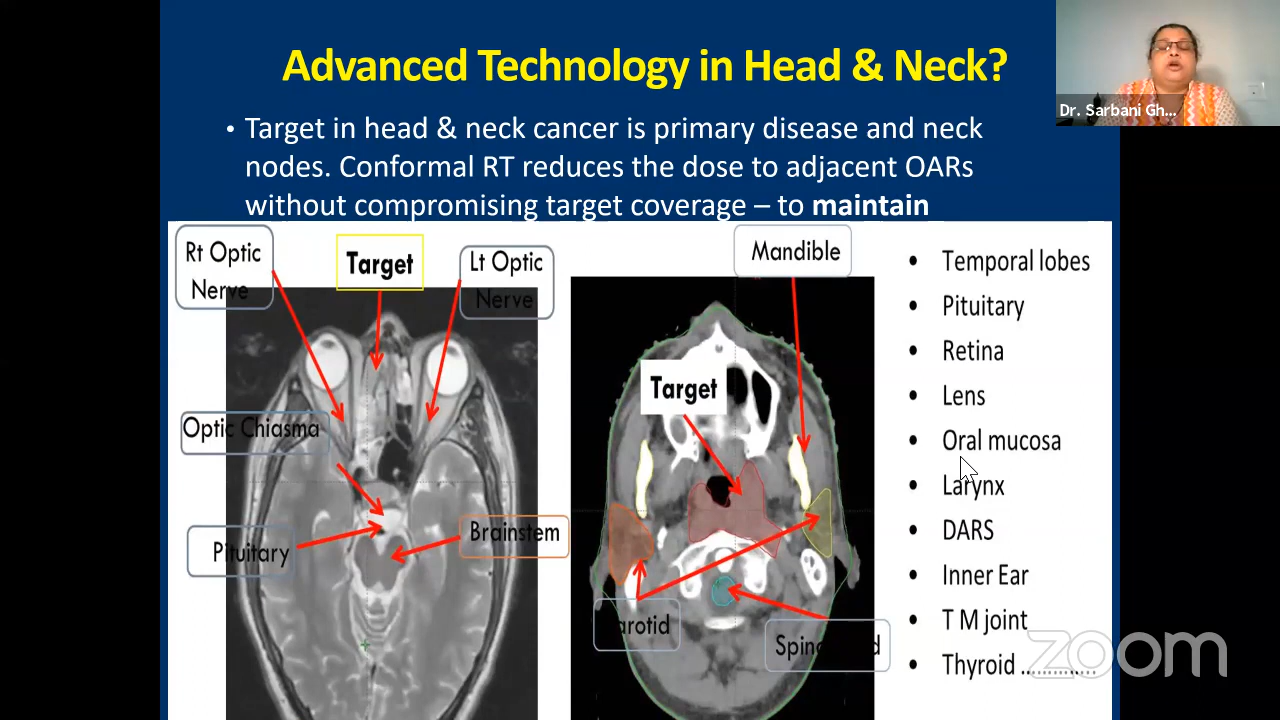 Advanced Technology in Head & Neck?
Dr. Sarbani Gh...
• Target in head & neck cancer is primary disease and neck
nodes. Conformal RT reduces the dose to adjacent OARs
without compromising target coverage – to maintain
Rt Optic
Nerve
Target
Lt Optic
Nerve
Optic Chiasma
Pituitary
Brainstem
Mandible
Target
• Temporal lobes
• Pituitary
• Retina
• Lens
• Oral mucosa
• Larynx
• DARS
• Inner Ear
• T M joint
• Thyroid .............
zoom